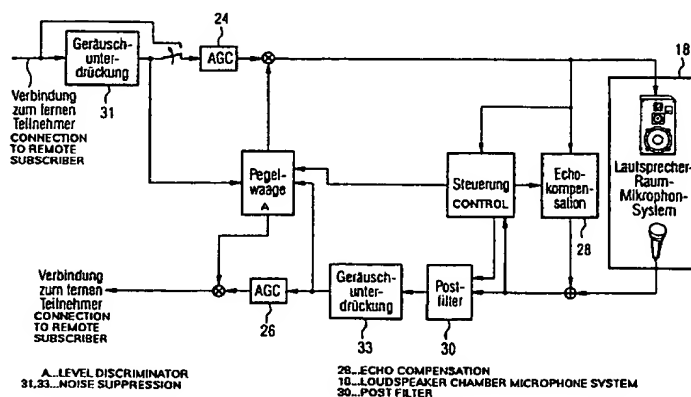 24
18
Geräusch-
unter-
drückung
AGC
31
Verbindung
zum fernen
Teilnehmer
CONNECTION
TO REMOTE
SUBSCRIBER
Pegel-
waage
A
Steuerung
CONTROL
Echo-
kompen-
sation
28
Lautsprecher-
Raum-
Mikrophon-
System
Verbindung
zum fernen
Teilnehmer
CONNECTION
TO REMOTE
SUBSCRIBER
AGC
26
Geräusch-
unter-
drückung
33
Post-
filter
30
A...LEVEL DISCRIMINATOR
31,33...NOISE SUPPRESSION
28...ECHO COMPENSATION
18...LOUDSPEAKER CHAMBER MICROPHONE SYSTEM
30...POST FILTER